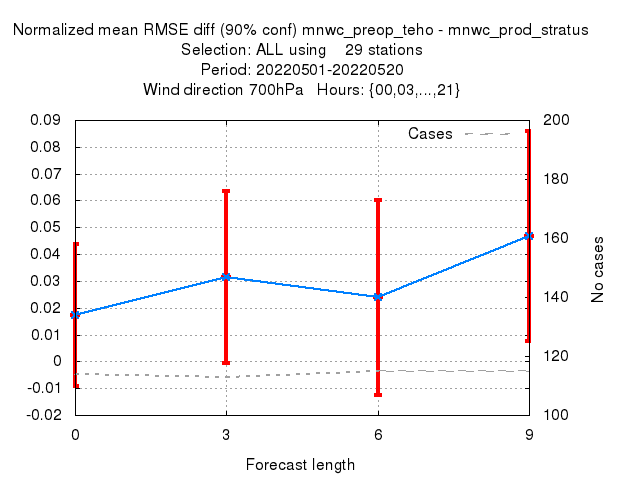 Normalized mean RMSE diff (90% conf) mnwc_preop_teho - mnwc_prod_stratus
Selection: ALL using 29 stations
Period: 20220501-20220520
Wind direction 700hPa Hours: {00,03,...,21}
Cases
0.09
0.08
0.07
0.06
0.05
0.04
0.03
0.02
0.01
0
-0.01
-0.02
200
180
160
140
120
100
No cases
0 3 6 9
Forecast length